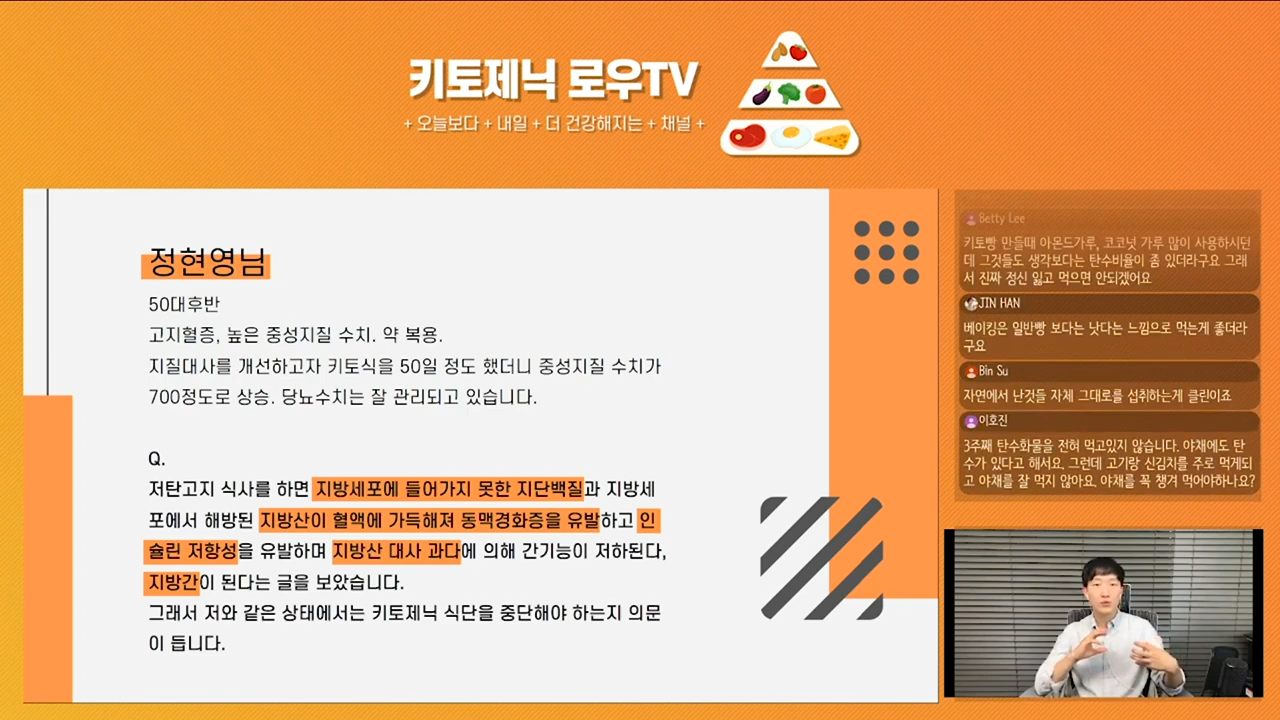 키토제닉 로우TV
+ 오늘보다 + 내일 + 더 건강해지는 + 채널 +
정현영님
50대후반
고지혈증, 높은 중성지질 수치. 약 복용.
지질대사를 개선하고자 키토식을 50일 정도 했더니 중성지질 수치가
700정도로 상승. 당뇨수치는 잘 관리되고 있습니다.
Q.
저탄고지 식사를 하면 지방세포에 들어가지 못한 지단백질과 지방세
포에서 해방된 지방산이 혈액에 가득해져 동맥경화증을 유발하고 인
슐린 저항성을 유발하며 지방산 대사 과다에 의해 간기능이 저하된다,
지방간이 된다는 글을 보았습니다.
그래서 저와 같은 상태에서는 키토제닉 식단을 중단해야 하는지 의문
이 듭니다.
Betty Lee
키토빵 만들때 아몬드가루, 코코넛 가루 많이 사용하시던
데 그것들도 생각보다는 탄수비율이 좀 있더라구요 그래
서 진짜 정신 잃고 먹으면 안되겠어요
JIN HAN
베이킹은 일반빵 보다는 낫다는 느낌으로 먹는게 좋더라
구요
Bin Su
자연에서 난것들 자체 그대로를 섭취하는게 클린이죠
이호진
3주째 탄수화물을 전혀 먹고있지 않습니다. 야채에도 탄
수가 있다고 해서요. 그런데 고기랑 신김치를 주로 먹게되
고 야채를 잘 먹지 않아요. 야채를 꼭 챙겨 먹어야하나요?